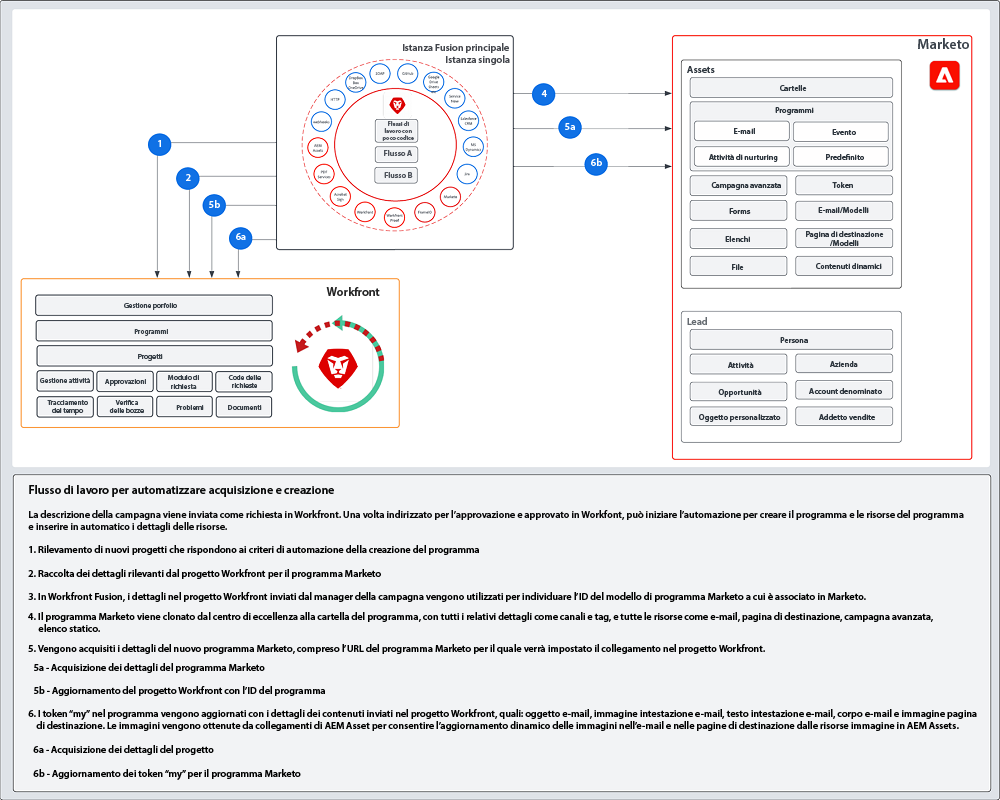 Istanza Fusion principale
Istanza singola
Marketo
DropBox
Box
OneDrive
LDAP
GitHub
Google
Drive
Sheets
HTTP
Service
Now
webhooks
Salesforce
CRM
AEM
Assets
MS
Dynamics
PDF
Services
Jira
Acrobat
Sign
Marketo
Workfront
Workfront
Proof
Frame IO
Flussi di
lavoro con
poco codice
Flusso A
Flusso B
1
2
5b
6a
4
5a
6b
Assets
Cartelle
Programmi
E-mail
Evento
Attività di nurturing
Predefinito
Campagna avanzata
Token
Forms
E-mail/Modelli
Elenchi
Pagina di destinazione
/Modelli
File
Contenuti dinamici
Lead
Persona
Attività
Azienda
Opportunità
Account denominato
Oggetto personalizzato
Addetto vendite
Workfront
Gestione porfolio
Programmi
Progetti
Gestione attività
Approvazioni
Modulo di
richiesta
Code delle
richieste
Tracciamento
del tempo
Verifica
delle bozze
Problemi
Documenti
Flusso di lavoro per automatizzare acquisizione e creazione
La descrizione della campagna viene inviata come richiesta in Workfront. Una volta indirizzato per l’approvazione e approvato in Workfont, può iniziare l’automazione per creare il programma e le risorse del programma
e inserire in automatico i dettagli delle risorse.
1. Rilevamento di nuovi progetti che rispondono ai criteri di automazione della creazione del programma
2. Raccolta dei dettagli rilevanti dal progetto Workfront per il programma Marketo
3. In Workfront Fusion, i dettagli nel progetto Workfront inviati dal manager della campagna vengono utilizzati per individuare l’ID del modello di programma Marketo a cui è associato in Marketo.
4. Il programma Marketo viene clonato dal centro di eccellenza alla cartella del programma, con tutti i relativi dettagli come canali e tag, e tutte le risorse come e-mail, pagina di destinazione, campagna avanzata,
elenco statico.
5. Vengono acquisiti i dettagli del nuovo programma Marketo, compreso l’URL del programma Marketo per il quale verrà impostato il collegamento nel progetto Workfront.
5a - Acquisizione dei dettagli del programma Marketo
5b - Aggiornamento del progetto Workfront con l’ID del programma
6. I token “my” nel programma vengono aggiornati con i dettagli dei contenuti inviati nel progetto Workfront, quali: oggetto e-mail, immagine intestazione e-mail, testo intestazione e-mail, corpo e-mail e immagine pagina
di destinazione. Le immagini vengono ottenute da collegamenti di AEM Asset per consentire l’aggiornamento dinamico delle immagini nell’e-mail e nelle pagine di destinazione dalle risorse immagine in AEM Assets.
6a - Acquisizione dei dettagli del progetto
6b - Aggiornamento dei token “my” per il programma Marketo